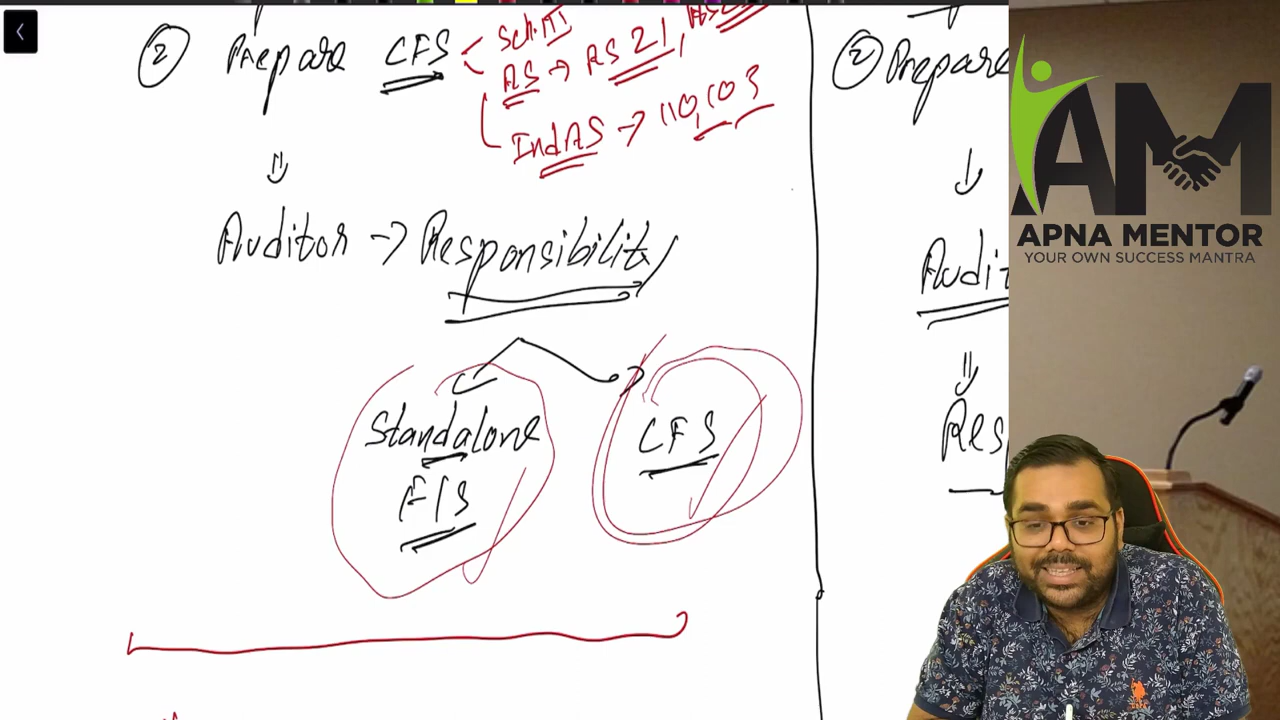 ② Prepare CFS
Sch.III
AS → AS 21,
IndAS → 110, 103
Auditor → Responsibility
Standalone
F/S
CFS
② Prepare
Audit
Res
AM
APNA MENTOR
YOUR OWN SUCCESS MANTRA